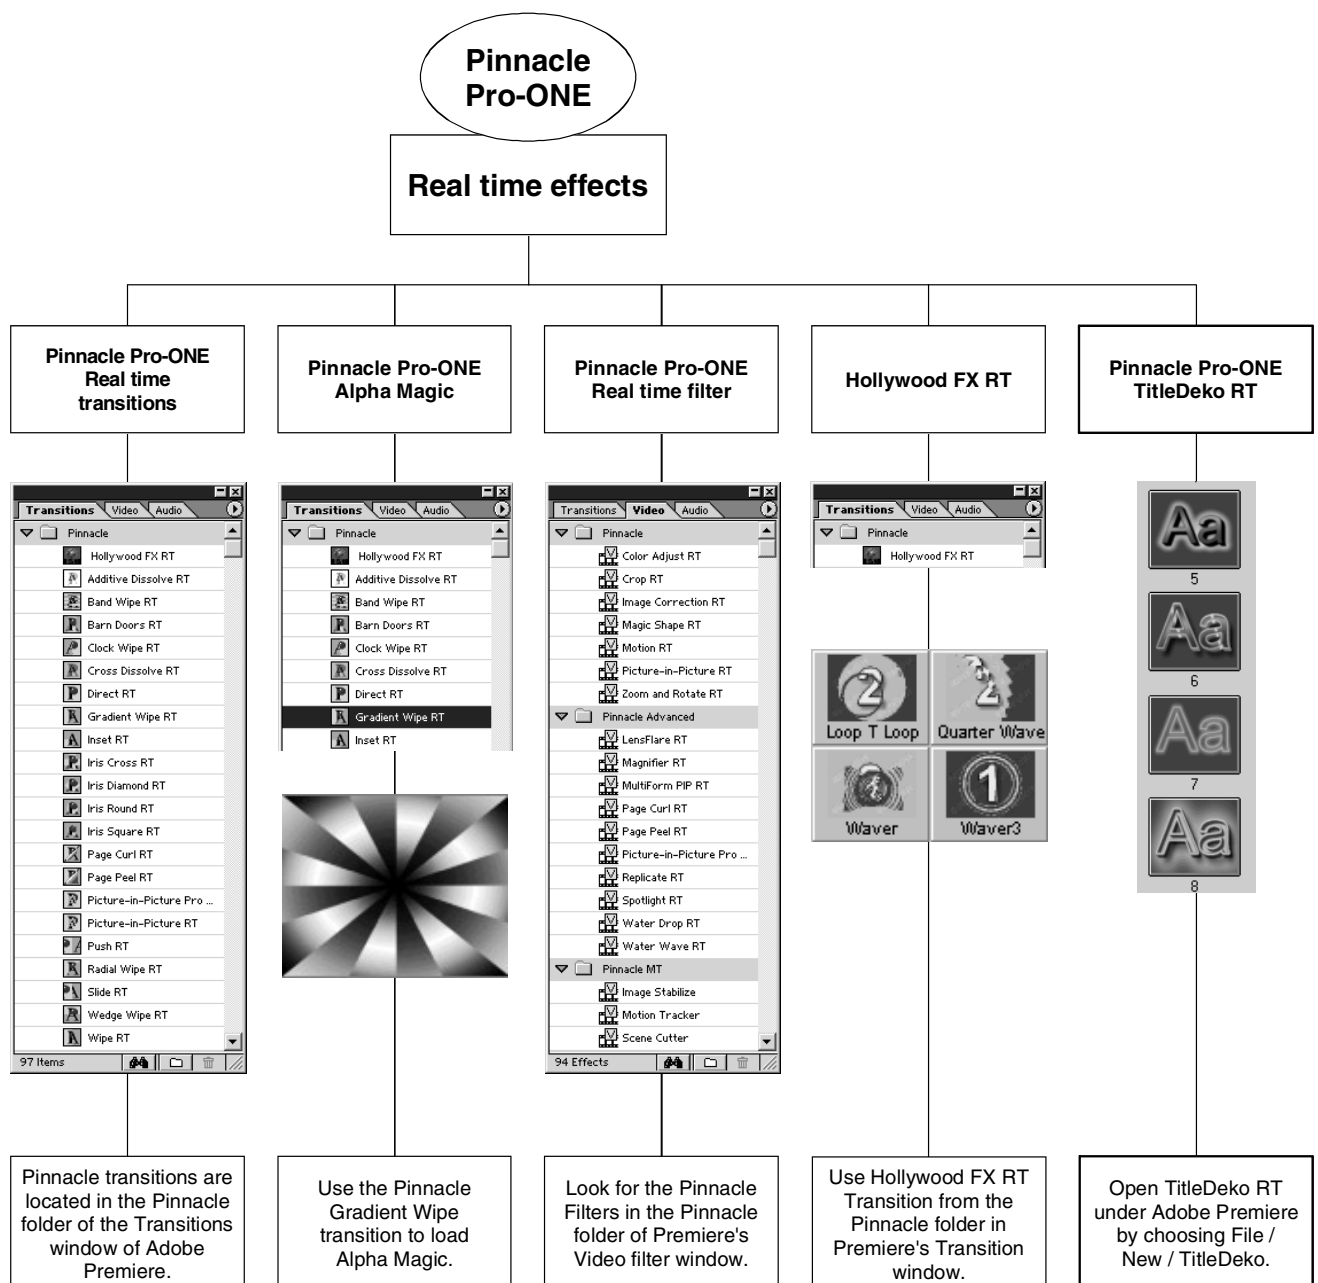 Pinnacle
Pro-ONE
Real time effects
Pinnacle Pro-ONE
Real time
transitions
Pinnacle Pro-ONE
Alpha Magic
Pinnacle Pro-ONE
Real time filter
Hollywood FX RT
Pinnacle Pro-ONE
TitleDeko RT
Transitions Video Audio
Pinnacle
Hollywood FX RT
Additive Dissolve RT
Band Wipe RT
Barn Doors RT
Clock Wipe RT
Cross Dissolve RT
Direct RT
Gradient Wipe RT
Inset RT
Iris Cross RT
Iris Diamond RT
Iris Round RT
Iris Square RT
Page Curl RT
Page Peel RT
Picture-in-Picture Pro ...
Picture-in-Picture RT
Push RT
Radial Wipe RT
Slide RT
Wedge Wipe RT
Wipe RT
97 Items
Transitions Video Audio
Pinnacle
Hollywood FX RT
Additive Dissolve RT
Band Wipe RT
Barn Doors RT
Clock Wipe RT
Cross Dissolve RT
Direct RT
Gradient Wipe RT
Inset RT
Transitions Video Audio
Pinnacle
Color Adjust RT
Crop RT
Image Correction RT
Magic Shape RT
Motion RT
Picture-in-Picture RT
Zoom and Rotate RT
Pinnacle Advanced
LensFlare RT
Magnifier RT
MultiForm PIP RT
Page Curl RT
Page Peel RT
Picture-in-Picture Pro ...
Replicate RT
Spotlight RT
Water Drop RT
Water Wave RT
Pinnacle MT
Image Stabilize
Motion Tracker
Scene Cutter
94 Effects
Transitions Video Audio
Pinnacle
Hollywood FX RT
2
2
Loop T Loop Quarter Wave
1
Waver Waver3
Aa
5
Aa
6
Aa
7
Aa
8
Pinnacle transitions are
located in the Pinnacle
folder of the Transitions
window of Adobe
Premiere.
Use the Pinnacle
Gradient Wipe
transition to load
Alpha Magic.
Look for the Pinnacle
Filters in the Pinnacle
folder of Premiere's
Video filter window.
Use Hollywood FX RT
Transition from the
Pinnacle folder in
Premiere's Transition
window.
Open TitleDeko RT
under Adobe Premiere
by choosing File /
New / TitleDeko.